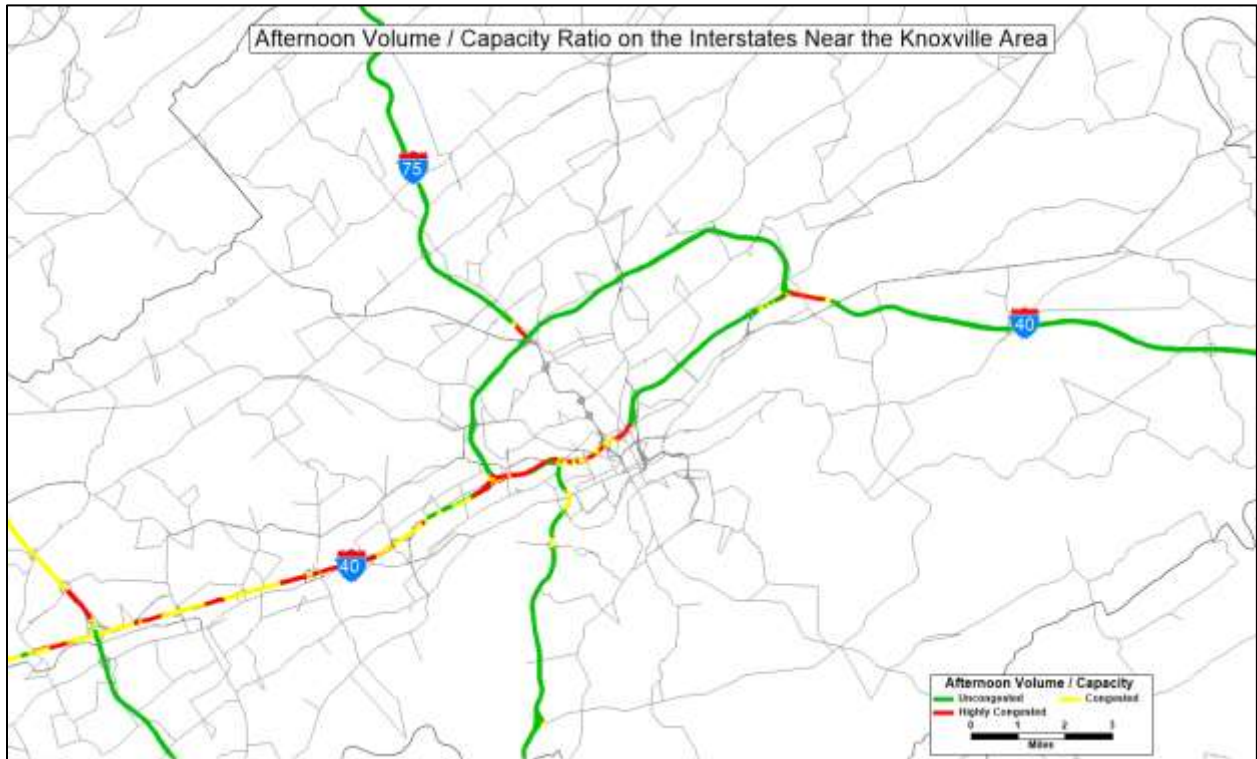 Afternoon Volume / Capacity Ratio on the Interstates Near the Knoxville Area
75
40
40
Afternoon Volume / Capacity
Uncongested Congested
Highly Congested
0 1 2 3
Miles